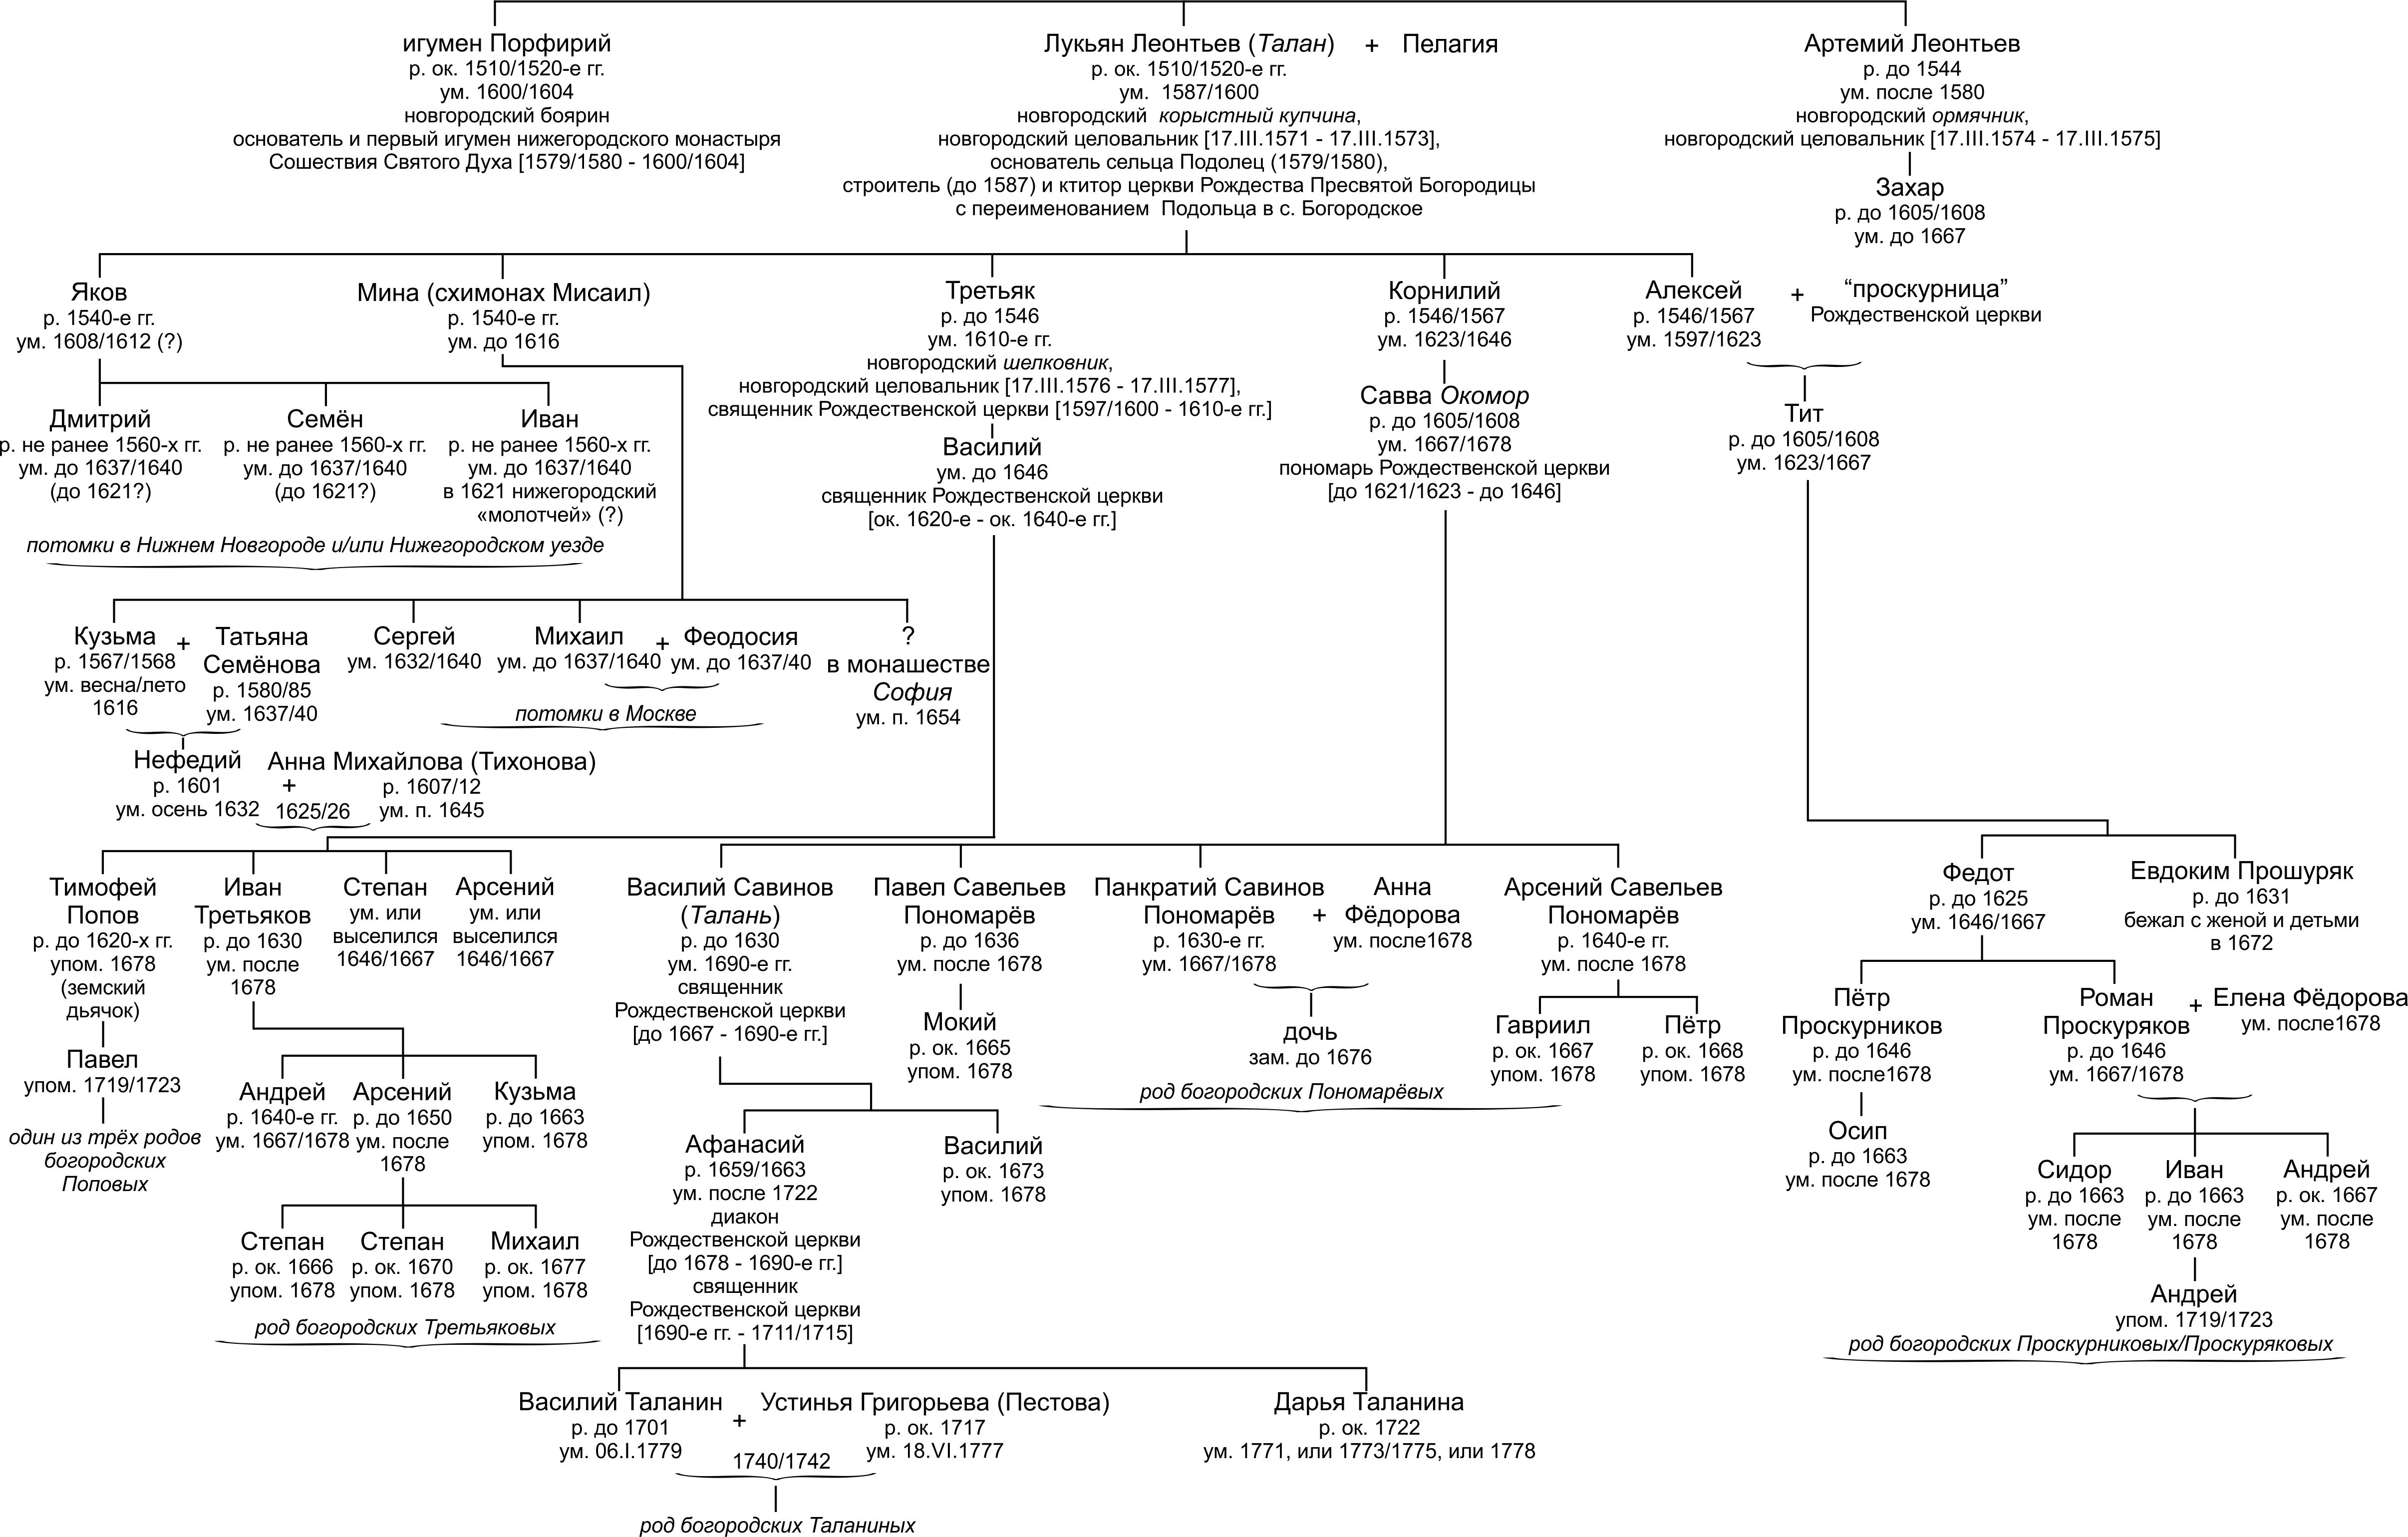 игумен Порфирий
р. ок. 1510/1520-е гг.
ум. 1600/1604
новгородский боярин
основатель и первый игумен нижегородского монастыря
Сошествия Святого Духа [1579/1580 - 1600/1604]
Лукьян Леонтьев (Талан) + Пелагия
р. ок. 1510/1520-е гг.
ум. 1587/1600
новгородский корыстный купчина,
новгородский целовальник [17.III.1571 - 17.III.1573],
основатель сельца Подолец (1579/1580),
строитель (до 1587) и ктитор церкви Рождества Пресвятой Богородицы
с переименованием Подольца в с. Богородское
Артемий Леонтьев
р. до 1544
ум. после 1580
новгородский ормячник,
новгородский целовальник [17.III.1574 - 17.III.1575]
Захар
р. до 1605/1608
ум. до 1667
Яков
р. 1540-е гг.
ум. 1608/1612 (?)
Мина (схимонах Мисаил)
р. 1540-е гг.
ум. до 1616
Третьяк
р. до 1546
ум. 1610-е гг.
новгородский шелковник,
новгородский целовальник [17.III.1576 - 17.III.1577],
священник Рождественской церкви [1597/1600 - 1610-е гг.]
Корнилий
р. 1546/1567
ум. 1623/1646
Алексей
р. 1546/1567
ум. 1597/1623
+
“проскурница”
Рождественской церкви
Дмитрий
р. не ранее 1560-х гг.
ум. до 1637/1640
(до 1621?)
Семён
р. не ранее 1560-х гг.
ум. до 1637/1640
(до 1621?)
Иван
р. не ранее 1560-х гг.
ум. до 1637/1640
в 1621 нижегородский
«молотчей» (?)
потомки в Нижнем Новгороде и/или Нижегородском уезде
Василий
ум. до 1646
священник Рождественской церкви
[ок. 1620-е - ок. 1640-е гг.]
Савва Окомор
р. до 1605/1608
ум. 1667/1678
пономарь Рождественской церкви
[до 1621/1623 - до 1646]
Тит
р. до 1605/1608
ум. 1623/1667
Кузьма
р. 1567/1568
ум. весна/лето
1616
+
Татьяна
Семёнова
р. 1580/85
ум. 1637/40
Сергей
ум. 1632/1640
Михаил
ум. до 1637/1640
+
Феодосия
ум. до 1637/40
потомки в Москве
?
в монашестве
София
ум. п. 1654
Нефедий
р. 1601
ум. осень 1632
+
1625/26
Анна Михайлова (Тихонова)
р. 1607/12
ум. п. 1645
Тимофей
Попов
р. до 1620-х гг.
упом. 1678
(земский
дьячок)
Иван
Третьяков
р. до 1630
ум. после
1678
Степан
ум. или
выселился
1646/1667
Арсений
ум. или
выселился
1646/1667
Василий Савинов
(Талань)
р. до 1630
ум. 1690-е гг.
священник
Рождественской церкви
[до 1667 - 1690-е гг.]
Павел Савельев
Пономарёв
р. до 1636
ум. после 1678
Панкратий Савинов
Пономарёв
р. 1630-е гг.
ум. 1667/1678
+
Анна
Фёдорова
ум. после1678
Арсений Савельев
Пономарёв
р. 1640-е гг.
ум. после 1678
Федот
р. до 1625
ум. 1646/1667
Евдоким Прошуряк
р. до 1631
бежал с женой и детьми
в 1672
Павел
упом. 1719/1723
один из трёх родов
богородских
Поповых
Андрей
р. 1640-е гг.
ум. 1667/1678
Арсений
р. до 1650
ум. после
1678
Кузьма
р. до 1663
упом. 1678
Мокий
р. ок. 1665
упом. 1678
дочь
зам. до 1676
Гавриил
р. ок. 1667
упом. 1678
Пётр
р. ок. 1668
упом. 1678
род богородских Пономарёвых
Пётр
Проскурников
р. до 1646
ум. после1678
Роман
Проскуряков
р. до 1646
ум. 1667/1678
+
Елена Фёдорова
ум. после1678
Афанасий
р. 1659/1663
ум. после 1722
диакон
Рождественской церкви
[до 1678 - 1690-е гг.]
священник
Рождественской церкви
[1690-е гг. - 1711/1715]
Василий
р. ок. 1673
упом. 1678
Осип
р. до 1663
ум. после 1678
Сидор
р. до 1663
ум. после
1678
Иван
р. до 1663
ум. после
1678
Андрей
р. ок. 1667
ум. после
1678
Степан
р. ок. 1666
упом. 1678
Степан
р. ок. 1670
упом. 1678
Михаил
р. ок. 1677
упом. 1678
род богородских Третьяковых
Андрей
упом. 1719/1723
род богородских Проскурниковых/Проскуряковых
Василий Таланин
р. до 1701
ум. 06.I.1779
+
1740/1742
Устинья Григорьева (Пестова)
р. ок. 1717
ум. 18.VI.1777
Дарья Таланина
р. ок. 1722
ум. 1771, или 1773/1775, или 1778
род богородских Таланиных